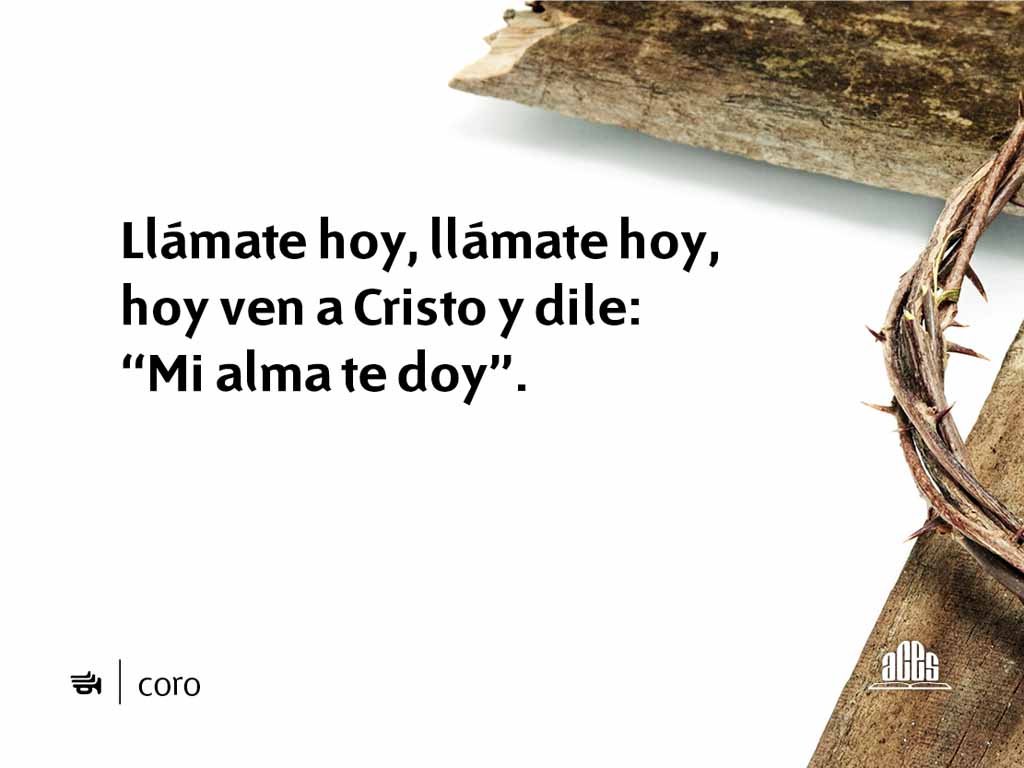 Llámate hoy, llámate hoy,
hoy ven a Cristo y dile:
“Mi alma te doy”.
coro
aces